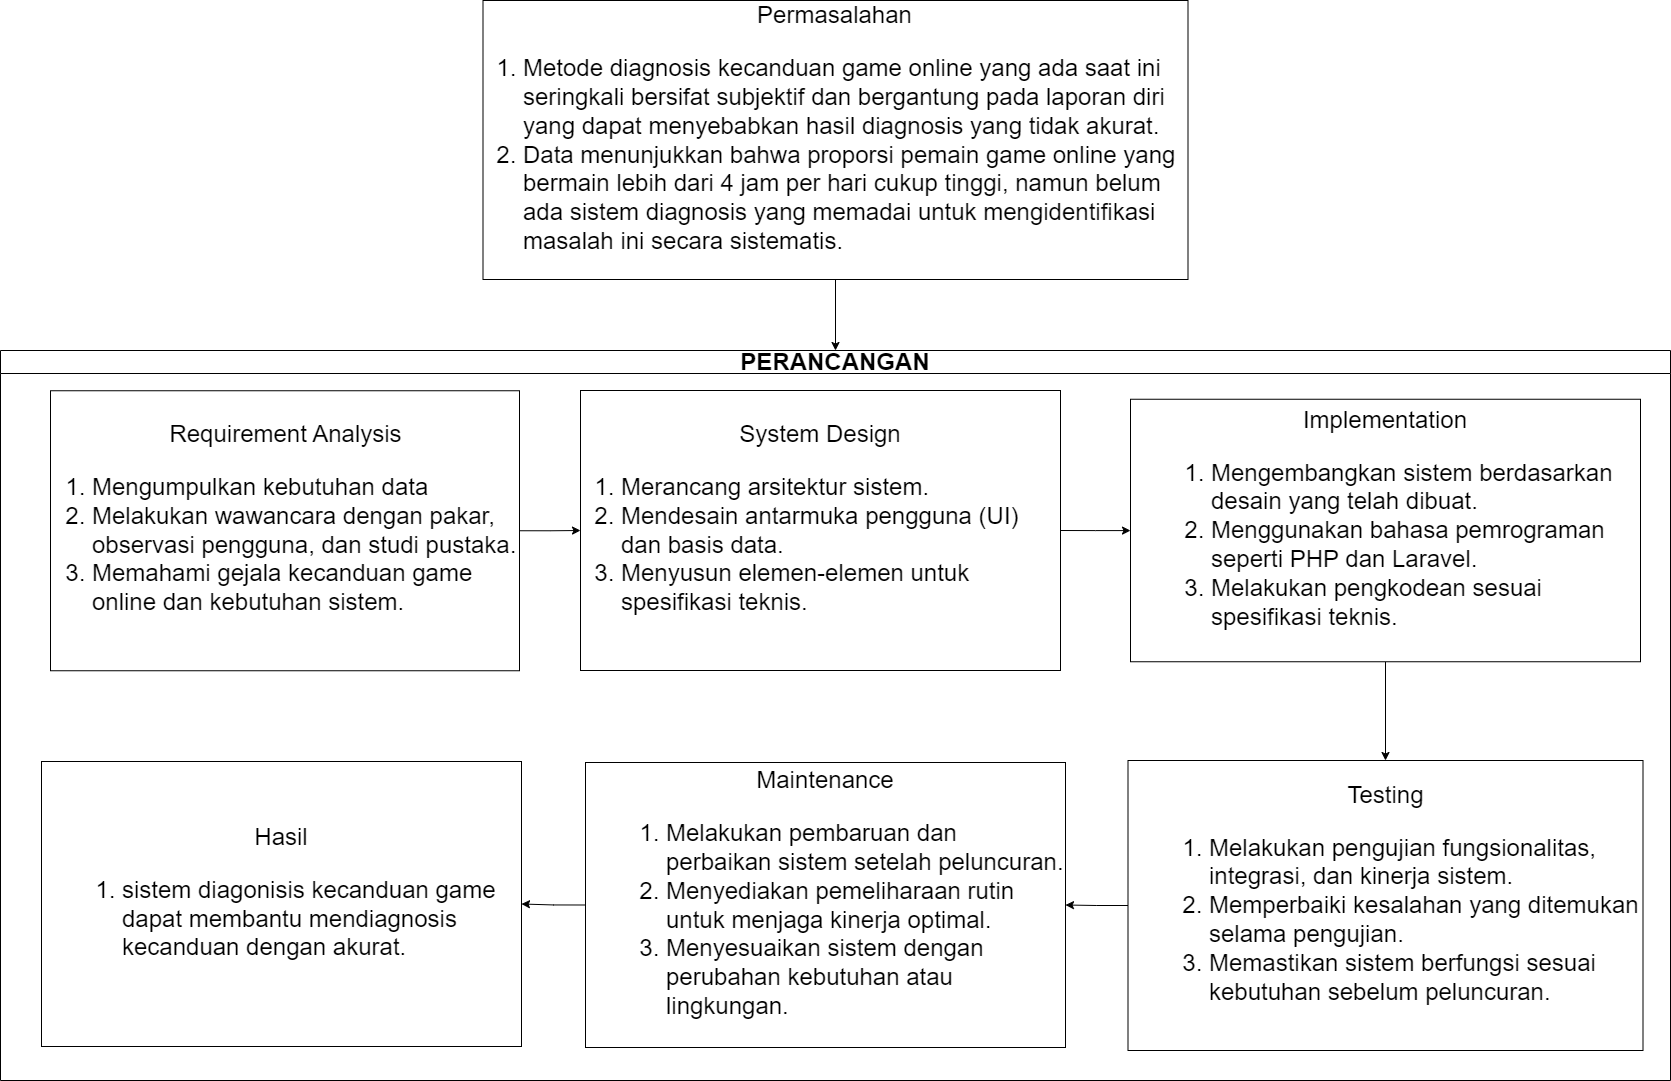 Permasalahan
1. Metode diagnosis kecanduan game online yang ada saat ini
seringkali bersifat subjektif dan bergantung pada laporan diri
yang dapat menyebabkan hasil diagnosis yang tidak akurat.
2. Data menunjukkan bahwa proporsi pemain game online yang
bermain lebih dari 4 jam per hari cukup tinggi, namun belum
ada sistem diagnosis yang memadai untuk mengidentifikasi
masalah ini secara sistematis.
PERANCANGAN
Requirement Analysis
1. Mengumpulkan kebutuhan data
2. Melakukan wawancara dengan pakar,
observasi pengguna, dan studi pustaka.
3. Memahami gejala kecanduan game
online dan kebutuhan sistem.
System Design
1. Merancang arsitektur sistem.
2. Mendesain antarmuka pengguna (UI)
dan basis data.
3. Menyusun elemen-elemen untuk
spesifikasi teknis.
Implementation
1. Mengembangkan sistem berdasarkan
desain yang telah dibuat.
2. Menggunakan bahasa pemrograman
seperti PHP dan Laravel.
3. Melakukan pengkodean sesuai
spesifikasi teknis.
Testing
1. Melakukan pengujian fungsionalitas,
integrasi, dan kinerja sistem.
2. Memperbaiki kesalahan yang ditemukan
selama pengujian.
3. Memastikan sistem berfungsi sesuai
kebutuhan sebelum peluncuran.
Maintenance
1. Melakukan pembaruan dan
perbaikan sistem setelah peluncuran.
2. Menyediakan pemeliharaan rutin
untuk menjaga kinerja optimal.
3. Menyesuaikan sistem dengan
perubahan kebutuhan atau
lingkungan.
Hasil
1. sistem diagonisis kecanduan game
dapat membantu mendiagnosis
kecanduan dengan akurat.